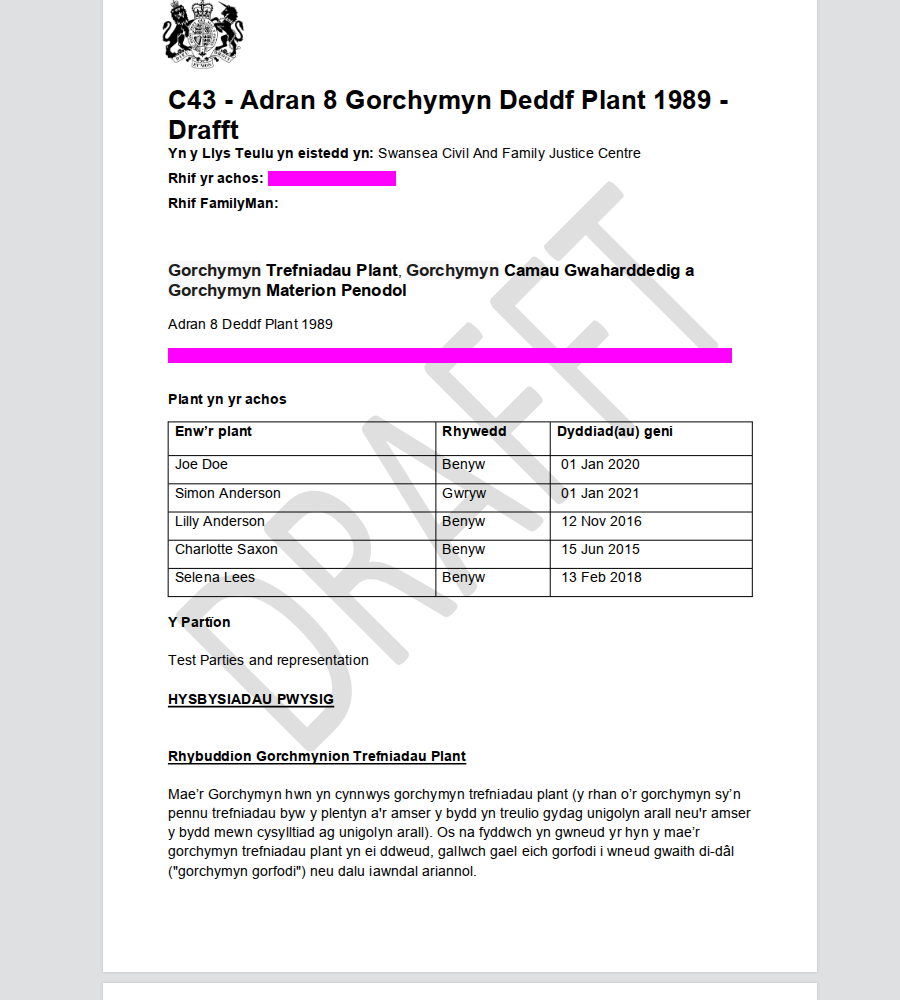 C43 - Adran 8 Gorchymyn Deddf Plant 1989 -
Drafft
Yn y Llys Teulu yn eistedd yn: Swansea Civil And Family Justice Centre
Rhif yr achos:
Rhif FamilyMan:
Gorchymyn Trefniadau Plant, Gorchymyn Camau Gwaharddedig a
Gorchymyn Materion Penodol
Adran 8 Deddf Plant 1989
Plant yn yr achos
Enw’r plant Rhywedd Dyddiad(au) geni
Joe Doe Benyw 01 Jan 2020
Simon Anderson Gwryw 01 Jan 2021
Lilly Anderson Benyw 12 Nov 2016
Charlotte Saxon Benyw 15 Jun 2015
Selena Lees Benyw 13 Feb 2018
Y Partïon
Test Parties and representation
HYSBYSIADAU PWYSIG
Rhybuddion Gorchmynion Trefniadau Plant
Mae’r Gorchymyn hwn yn cynnwys gorchymyn trefniadau plant (y rhan o’r gorchymyn sy’n
pennu trefniadau byw y plentyn a'r amser y bydd yn treulio gydag unigolyn arall neu'r amser
y bydd mewn cysylltiad ag unigolyn arall). Os na fyddwch yn gwneud yr hyn y mae’r
gorchymyn trefniadau plant yn ei ddweud, gallwch gael eich gorfodi i wneud gwaith di-dâl
("gorchymyn gorfodi") neu dalu iawndal ariannol.
DRAFFT